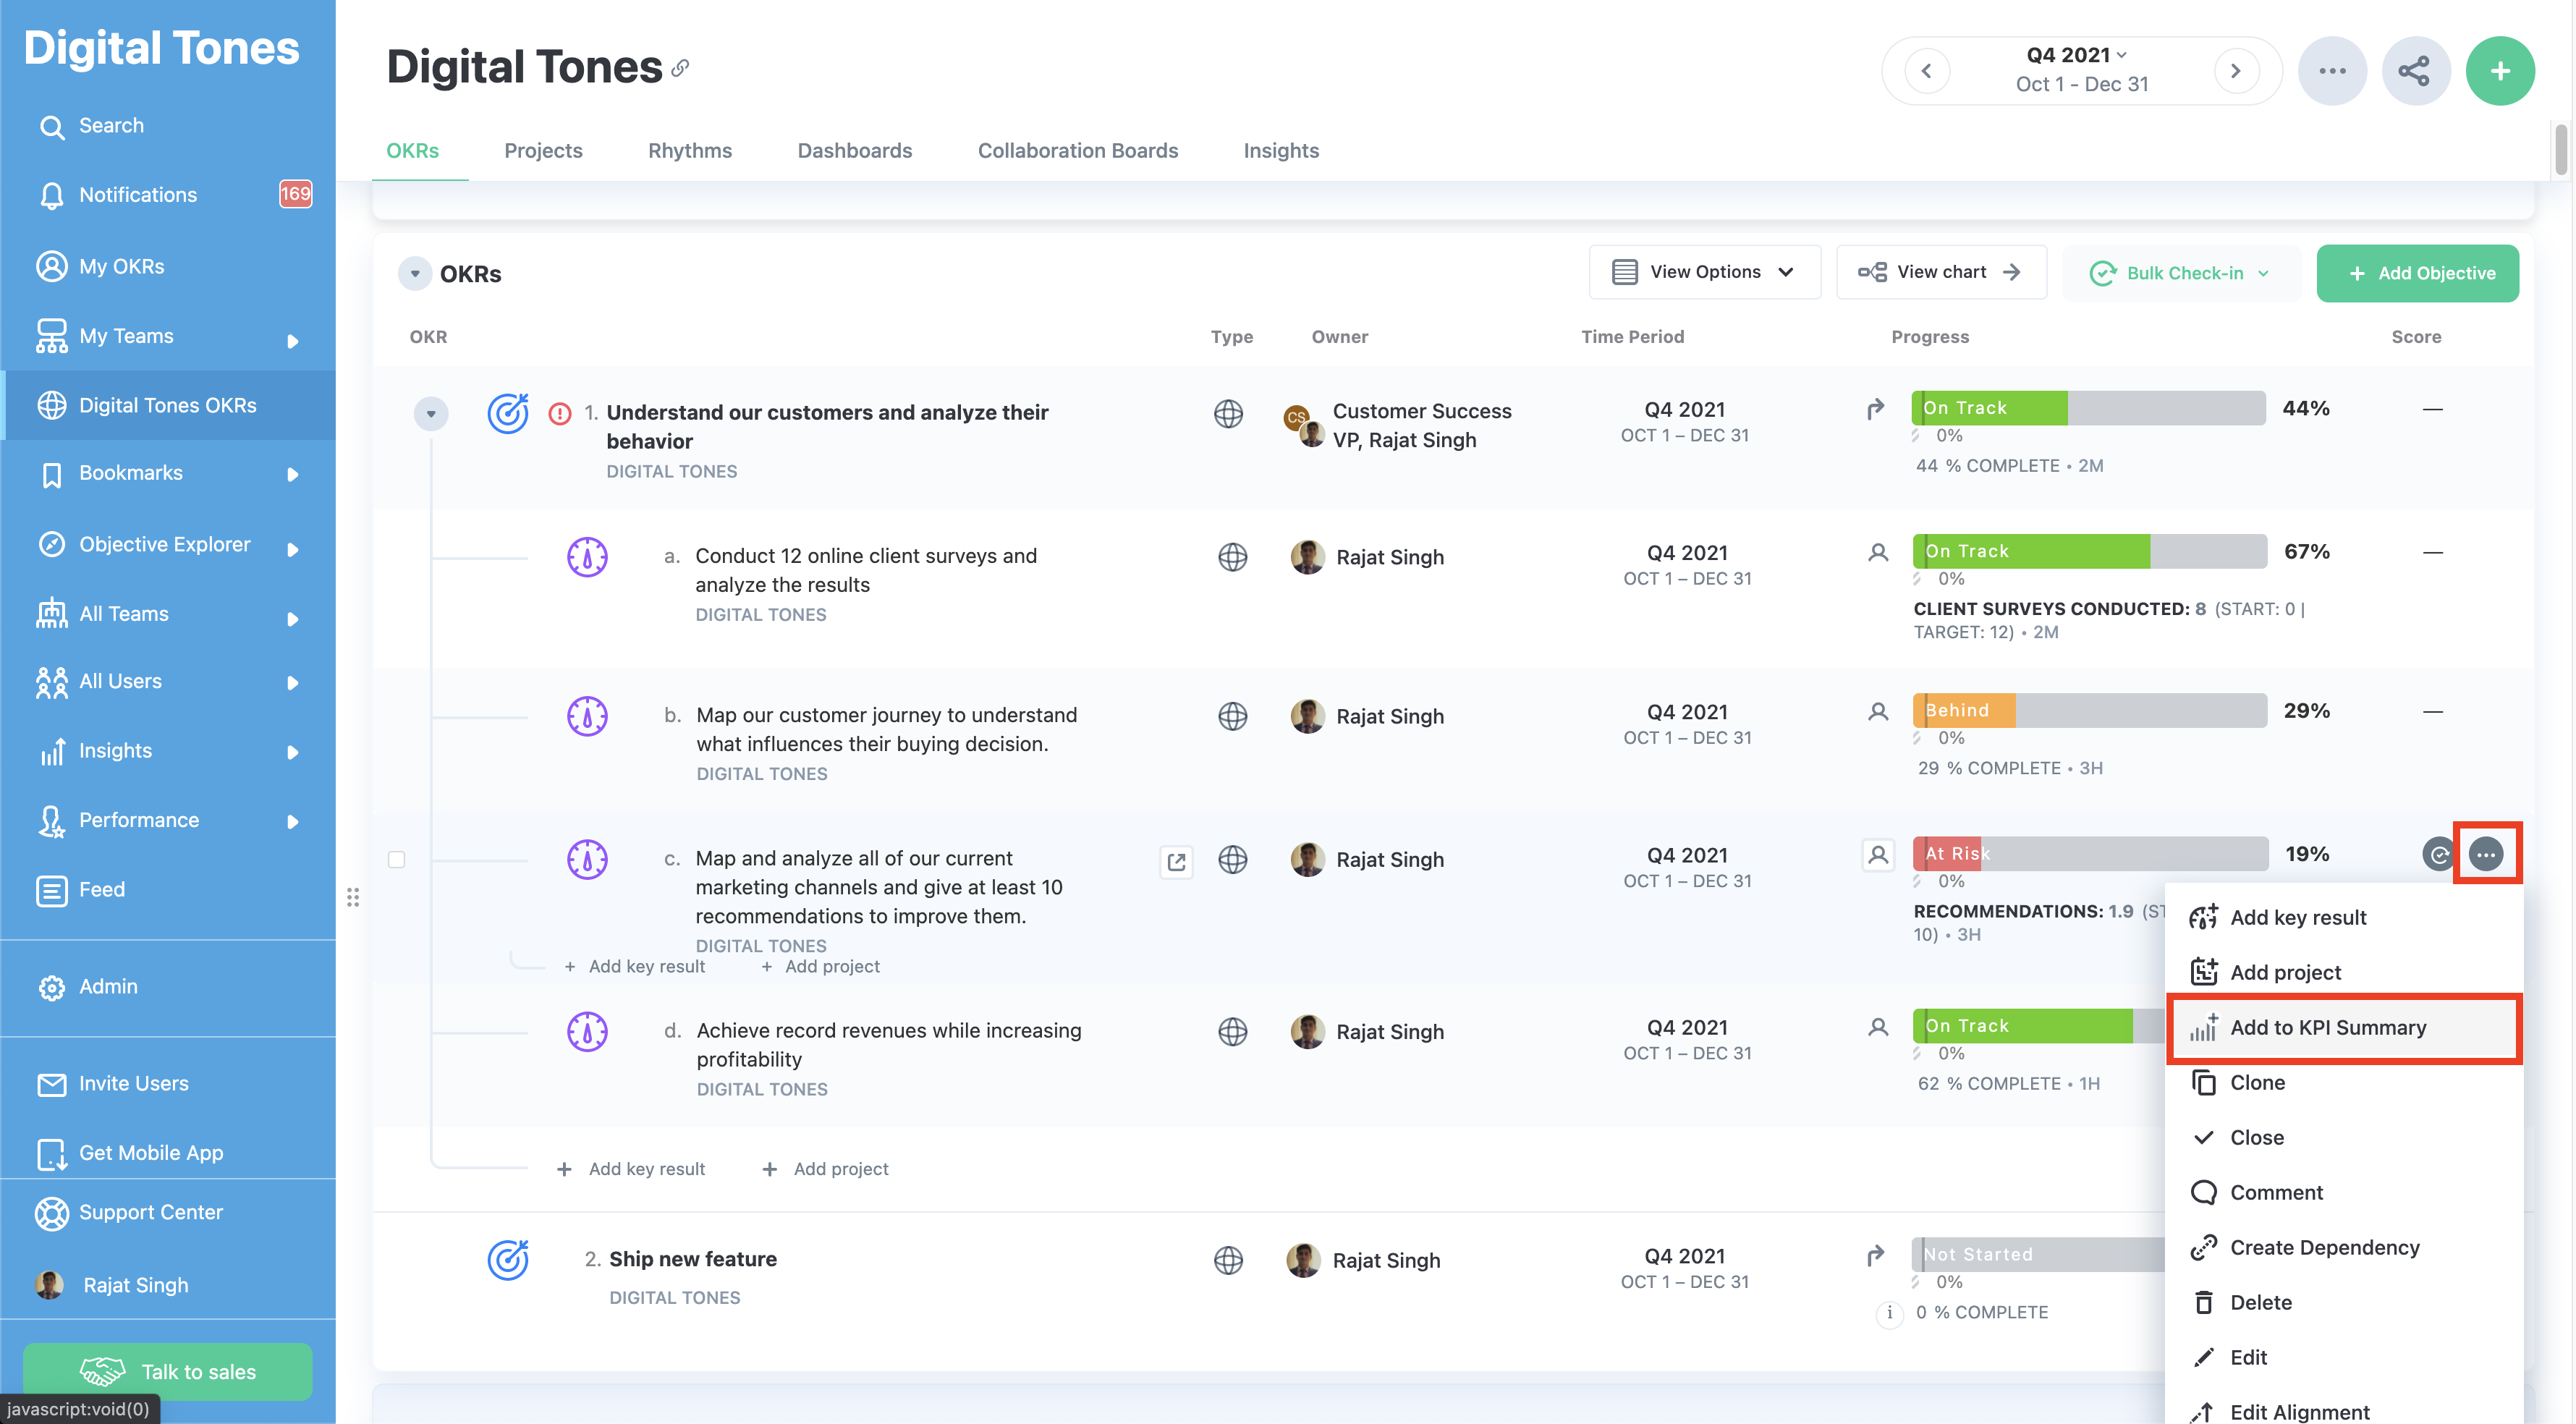 Digital Tones
Search
Notifications
169
My OKRs
My Teams
Digital Tones OKRs
Bookmarks
Objective Explorer
All Teams
All Users
Insights
Performance
Feed
Admin
Invite Users
Get Mobile App
Support Center
Rajat Singh
Talk to sales
javascript:void(0)
Digital Tones
Q4 2021
Oct 1 - Dec 31
OKRs
Projects
Rhythms
Dashboards
Collaboration Boards
Insights
OKRs
View Options
View chart
Bulk Check-in
+ Add Objective
OKR
Type
Owner
Time Period
Progress
Score
1. Understand our customers and analyze their
behavior
DIGITAL TONES
CS
Customer Success
VP, Rajat Singh
Q4 2021
OCT 1 – DEC 31
On Track
44%
—
0%
44 % COMPLETE • 2M
a. Conduct 12 online client surveys and
analyze the results
DIGITAL TONES
Rajat Singh
Q4 2021
OCT 1 – DEC 31
On Track
67%
—
0%
CLIENT SURVEYS CONDUCTED: 8 (START: 0 |
TARGET: 12) • 2M
b. Map our customer journey to understand
what influences their buying decision.
DIGITAL TONES
Rajat Singh
Q4 2021
OCT 1 – DEC 31
Behind
29%
—
0%
29 % COMPLETE • 3H
c. Map and analyze all of our current
marketing channels and give at least 10
recommendations to improve them.
DIGITAL TONES
+ Add key result
+ Add project
Rajat Singh
Q4 2021
OCT 1 – DEC 31
At Risk
19%
0%
RECOMMENDATIONS: 1.9 (ST
10) • 3H
d. Achieve record revenues while increasing
profitability
DIGITAL TONES
Rajat Singh
Q4 2021
OCT 1 – DEC 31
On Track
0%
62 % COMPLETE • 1H
+ Add key result
+ Add project
2. Ship new feature
DIGITAL TONES
Rajat Singh
Q4 2021
OCT 1 – DEC 31
Not Started
0%
i 0 % COMPLETE
Add key result
Add project
Add to KPI Summary
Clone
Close
Comment
Create Dependency
Delete
Edit
Edit Alignment